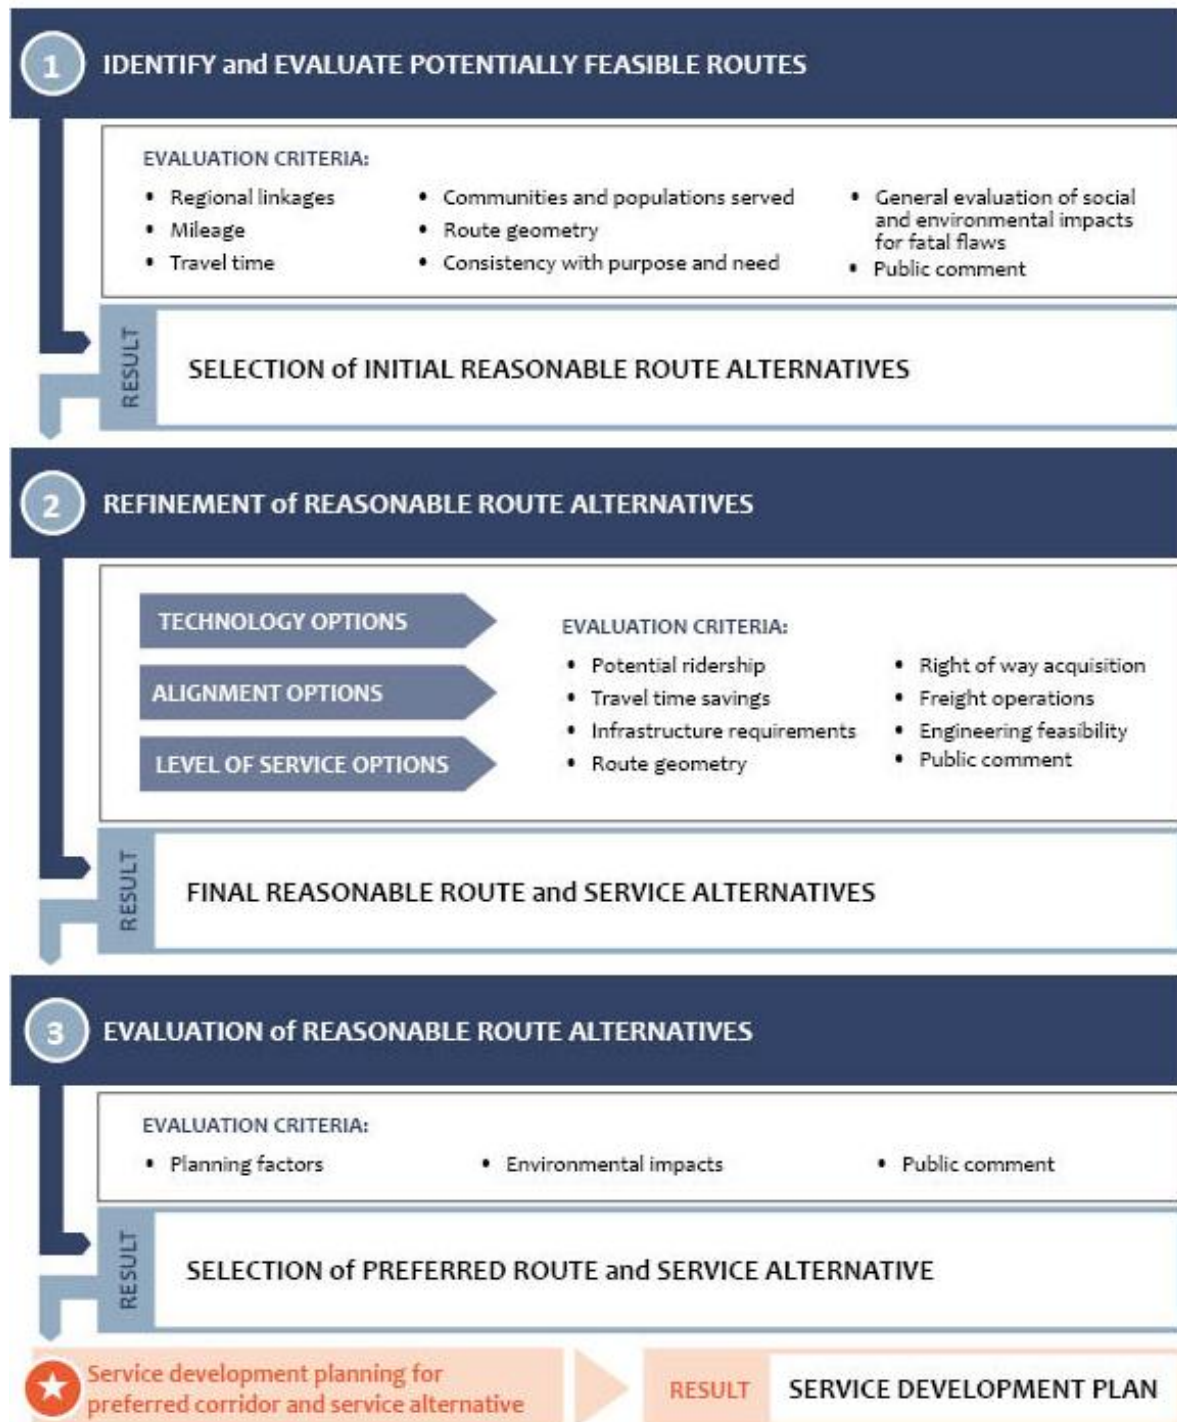 1
IDENTIFY and EVALUATE POTENTIALLY FEASIBLE ROUTES
EVALUATION CRITERIA:
• Regional linkages
• Mileage
• Travel time
• Communities and populations served
• Route geometry
• Consistency with purpose and need
• General evaluation of social
and environmental impacts
for fatal flaws
• Public comment
RESULT
SELECTION of INITIAL REASONABLE ROUTE ALTERNATIVES
2
REFINEMENT of REASONABLE ROUTE ALTERNATIVES
TECHNOLOGY OPTIONS
ALIGNMENT OPTIONS
LEVEL OF SERVICE OPTIONS
EVALUATION CRITERIA:
• Potential ridership
• Travel time savings
• Infrastructure requirements
• Route geometry
• Right of way acquisition
• Freight operations
• Engineering feasibility
• Public comment
RESULT
FINAL REASONABLE ROUTE and SERVICE ALTERNATIVES
3
EVALUATION of REASONABLE ROUTE ALTERNATIVES
EVALUATION CRITERIA:
• Planning factors
• Environmental impacts
• Public comment
RESULT
SELECTION of PREFERRED ROUTE and SERVICE ALTERNATIVE
Service development planning for
preferred corridor and service alternative
RESULT
SERVICE DEVELOPMENT PLAN